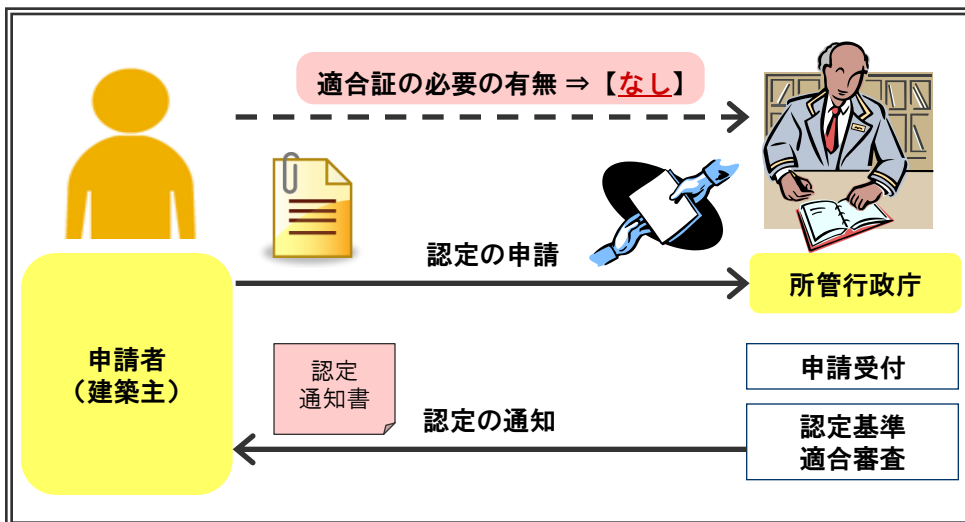 適合証の必要の有無 ⇒【なし】
認定の申請
所管行政庁
申請者
（建築主）
認定
通知書
認定の通知
申請受付
認定基準
適合審査